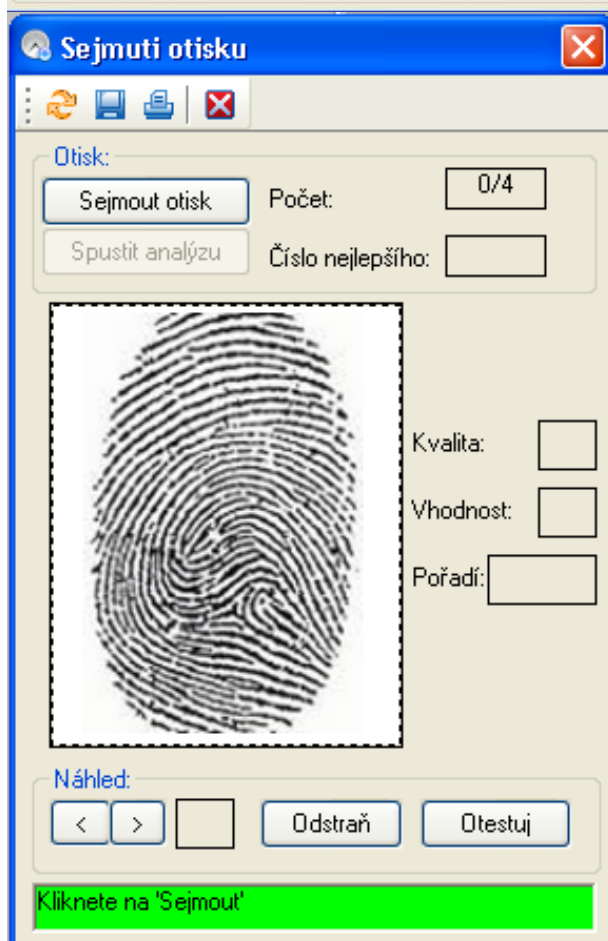 Sejmuti otisku
Otisk:
Sejmout otisk
Počet:
0/4
Spustit analýzu
Číslo nejlepšího:
Kvalita:
Vhodnost:
Pořadí:
Náhled:
<
>
Odstraň
Otestuj
Kliknete na 'Sejmout'